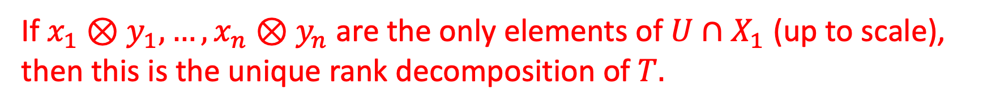 If x₁ ⊗ y₁, … , xₙ ⊗ yₙ are the only elements of U ∩ X₁ (up to scale),
then this is the unique rank decomposition of T.